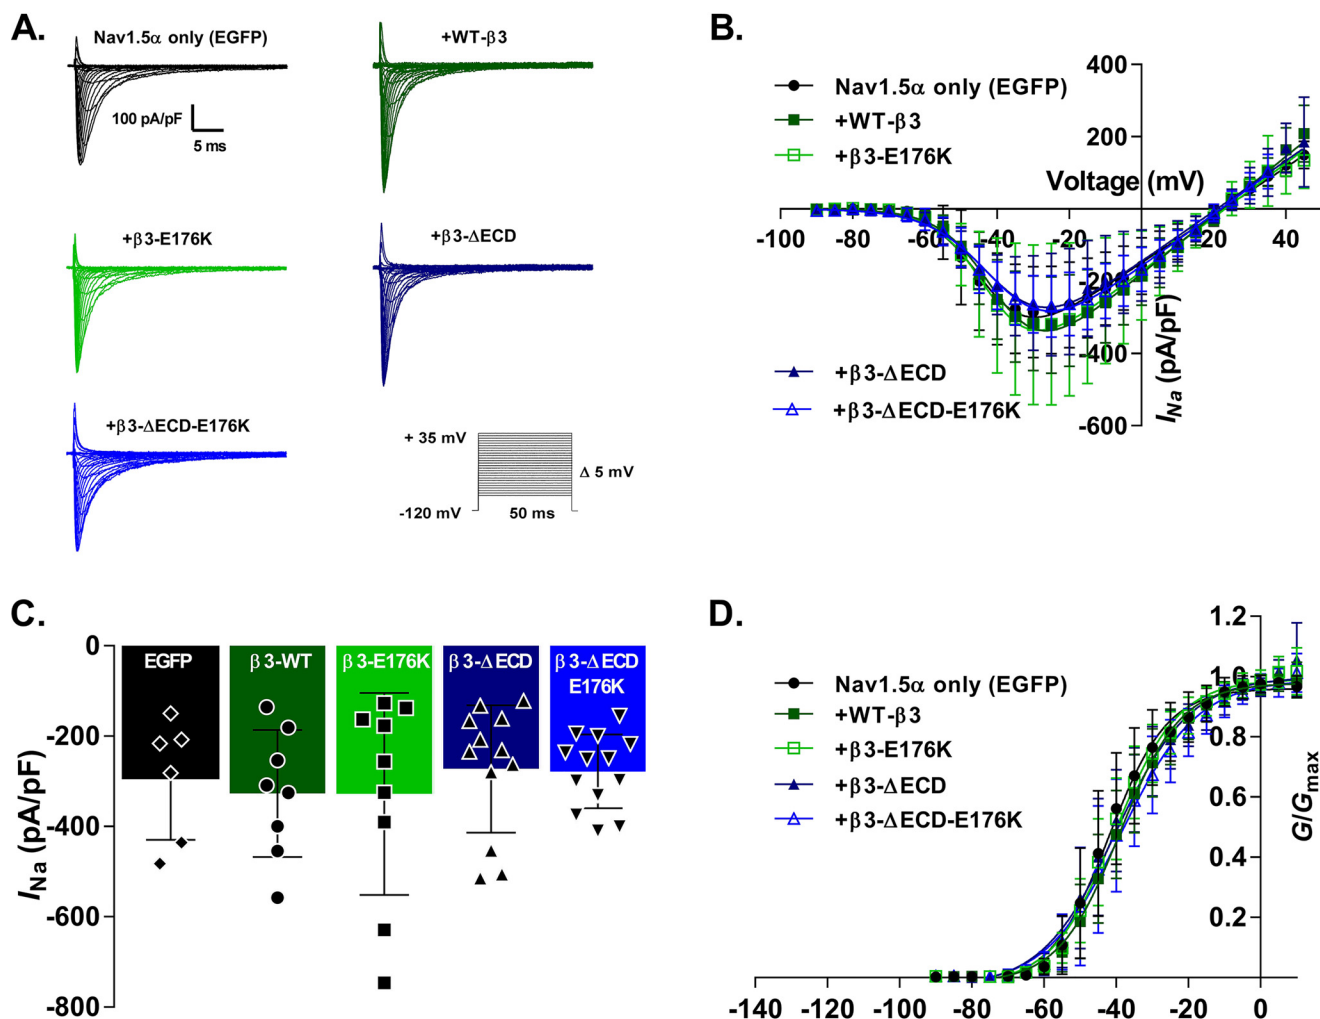 A.
Nav1.5α only (EGFP)
+WT-β3
100 pA/pF
5 ms
+β3-E176K
+β3-ΔECD
+β3-ΔECD-E176K
+ 35 mV
Δ 5 mV
-120 mV
50 ms
B.
Nav1.5α only (EGFP)
+WT-β3
+β3-E176K
400
200
Voltage (mV)
-100
-80
-60
-40
-20
20
40
-200
-400
-600
INa (pA/pF)
+β3-ΔECD
+β3-ΔECD-E176K
C.
0
-200
-400
-600
-800
INa (pA/pF)
EGFP
β3-WT
β3-E176K
β3-ΔECD
β3-ΔECD
E176K
D.
Nav1.5α only (EGFP)
+WT-β3
+β3-E176K
+β3-ΔECD
+β3-ΔECD-E176K
1.2
1.0
0.8
0.6
0.4
0.2
G/Gmax
-140
-120
-100
-80
-60
-40
-20
0